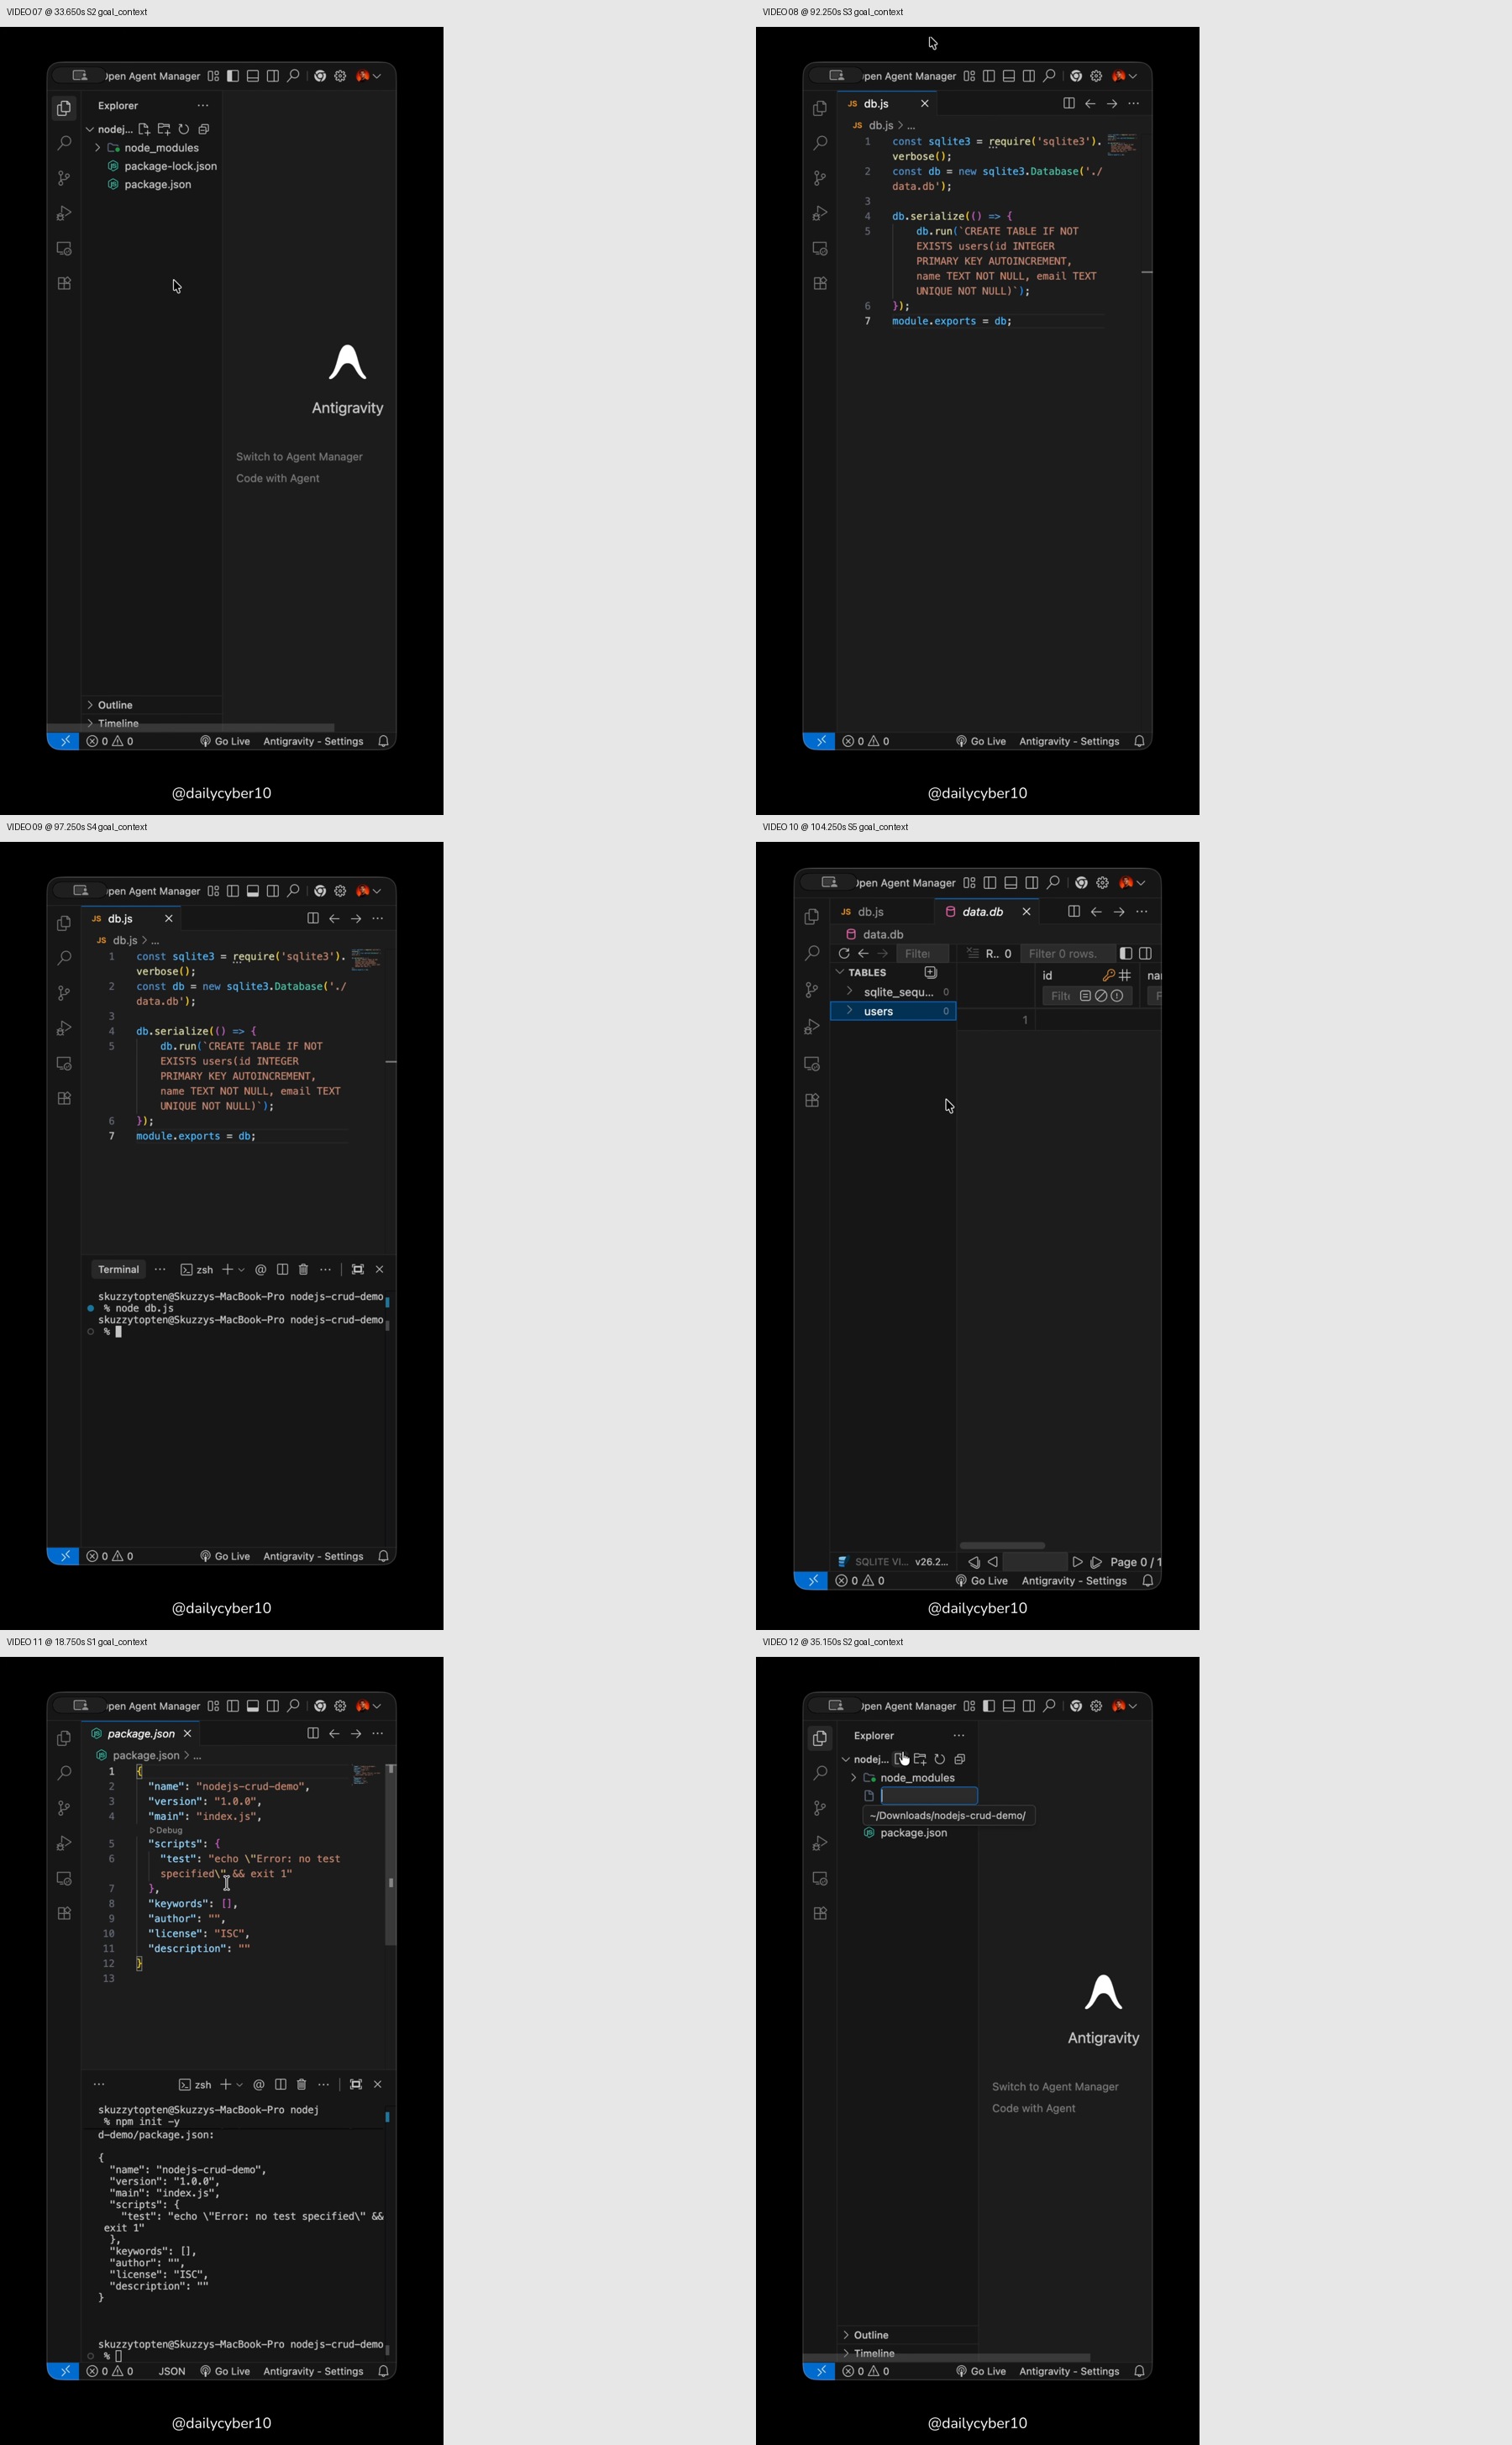 VIDEO 07 @ 33.650s S2 goal_context
Open Agent Manager
Explorer
nodej...
node_modules
package-lock.json
package.json
Antigravity
Switch to Agent Manager
Code with Agent
Outline
Timeline
0 0 Go Live Antigravity - Settings
@dailycyber10
VIDEO 08 @ 92.250s S3 goal_context
Open Agent Manager
JS db.js
JS db.js > ...
1 const sqlite3 = require('sqlite3').
verbose();
2 const db = new sqlite3.Database('./
data.db');
3
4 db.serialize(() => {
5 db.run(`CREATE TABLE IF NOT
EXISTS users(id INTEGER
PRIMARY KEY AUTOINCREMENT,
name TEXT NOT NULL, email TEXT
UNIQUE NOT NULL)`);
6 });
7 module.exports = db;
0 0 Go Live Antigravity - Settings
@dailycyber10
VIDEO 09 @ 97.250s S4 goal_context
Open Agent Manager
JS db.js
JS db.js > ...
1 const sqlite3 = require('sqlite3').
verbose();
2 const db = new sqlite3.Database('./
data.db');
3
4 db.serialize(() => {
5 db.run(`CREATE TABLE IF NOT
EXISTS users(id INTEGER
PRIMARY KEY AUTOINCREMENT,
name TEXT NOT NULL, email TEXT
UNIQUE NOT NULL)`);
6 });
7 module.exports = db;
Terminal ... zsh
skuzzytopten@Skuzzys-MacBook-Pro nodejs-crud-demo
% node db.js
skuzzytopten@Skuzzys-MacBook-Pro nodejs-crud-demo
%
0 0 Go Live Antigravity - Settings
@dailycyber10
VIDEO 10 @ 104.250s S5 goal_context
Open Agent Manager
JS db.js data.db
data.db
Filter R.. 0 Filter 0 rows.
TABLES id na
sqlite_sequ... 0
users 0
1
SQLITE VI... v26.2... Page 0 / 1
0 0 Go Live Antigravity - Settings
@dailycyber10
VIDEO 11 @ 18.750s S1 goal_context
Open Agent Manager
package.json
package.json > ...
1 {
2 "name": "nodejs-crud-demo",
3 "version": "1.0.0",
4 "main": "index.js",
Debug
5 "scripts": {
6 "test": "echo \"Error: no test
specified\" && exit 1"
7 },
8 "keywords": [],
9 "author": "",
10 "license": "ISC",
11 "description": ""
12 }
13
... zsh
skuzzytopten@Skuzzys-MacBook-Pro nodej
% npm init -y
d-demo/package.json:
{
"name": "nodejs-crud-demo",
"version": "1.0.0",
"main": "index.js",
"scripts": {
"test": "echo \"Error: no test specified\" &&
exit 1"
},
"keywords": [],
"author": "",
"license": "ISC",
"description": ""
}
skuzzytopten@Skuzzys-MacBook-Pro nodejs-crud-demo
%
0 0 JSON Go Live Antigravity - Settings
@dailycyber10
VIDEO 12 @ 35.150s S2 goal_context
Open Agent Manager
Explorer
nodej...
node_modules
~/Downloads/nodejs-crud-demo/
package.json
Antigravity
Switch to Agent Manager
Code with Agent
Outline
Timeline
0 0 Go Live Antigravity - Settings
@dailycyber10